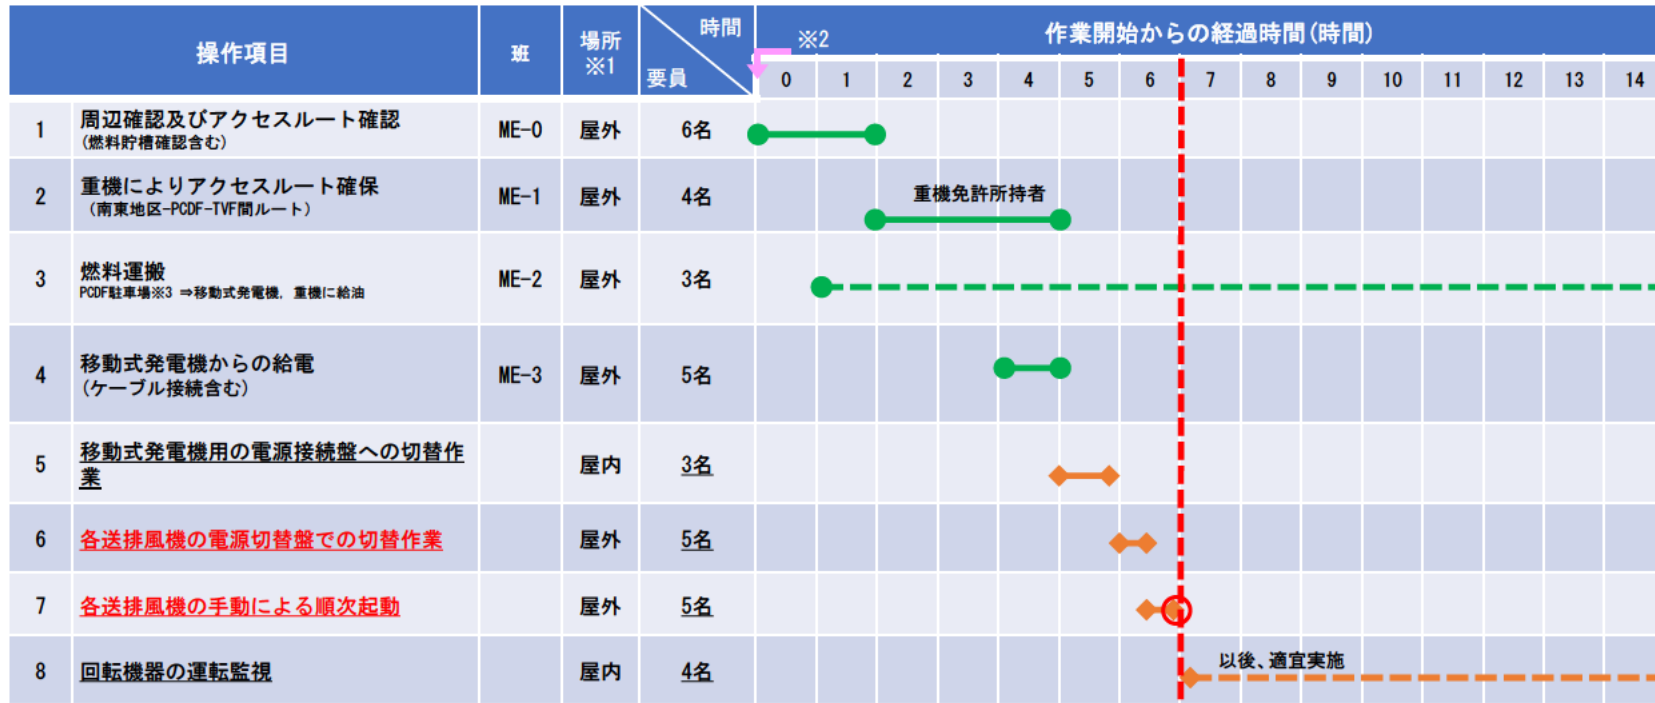 操作項目 班 場所 ※1 時間 要員 ※2 作業開始からの経過時間(時間)
0 1 2 3 4 5 6 7 8 9 10 11 12 13 14
1 周辺確認及びアクセスルート確認 ME-0 屋外 6名
(燃料貯槽確認含む)
2 重機によりアクセスルート確保 ME-1 屋外 4名 重機免許所持者
(南東地区-PCDF-TVF間ルート)
3 燃料運搬 ME-2 屋外 3名
PCDF駐車場※3 ⇒移動式発電機, 重機に給油
4 移動式発電機からの給電 ME-3 屋外 5名
(ケーブル接続含む)
5 移動式発電機用の電源接続盤への切替作 屋内 3名
業
6 各送排風機の電源切替盤での切替作業 屋外 5名
7 各送排風機の手動による順次起動 屋外 5名
8 回転機器の運転監視 屋内 4名 以後、適宜実施